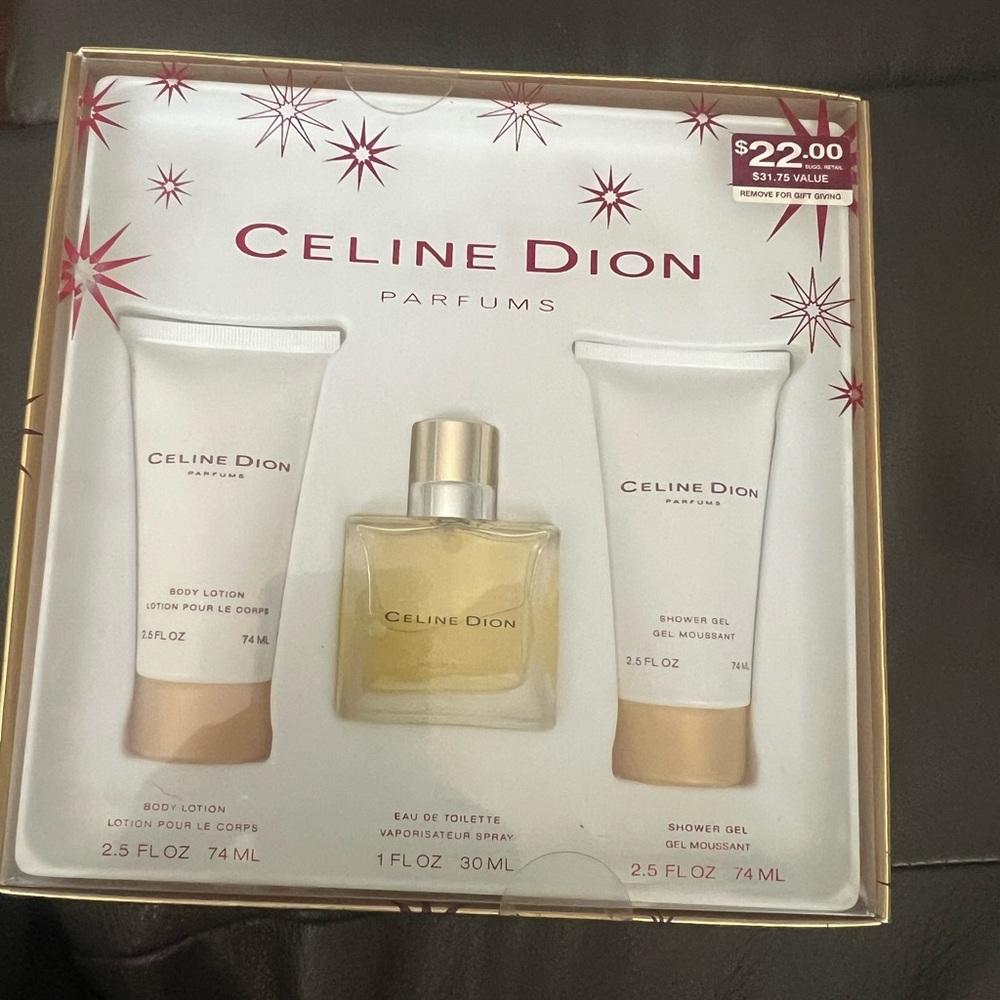 $22.00
SUGG. RETAIL
$31.75 VALUE
REMOVE FOR GIFT GIVING
CELINE DION
PARFUMS
CELINE DION
PARFUMS
BODY LOTION
LOTION POUR LE CORPS
2.5 FL OZ 74 ML
CELINE DION
CELINE DION
PARFUMS
SHOWER GEL
GEL MOUSSANT
2.5 FL OZ 74 ML
BODY LOTION
LOTION POUR LE CORPS
2.5 FL OZ 74 ML
EAU DE TOILETTE
VAPORISATEUR SPRAY
1 FL OZ 30 ML
SHOWER GEL
GEL MOUSSANT
2.5 FL OZ 74 ML